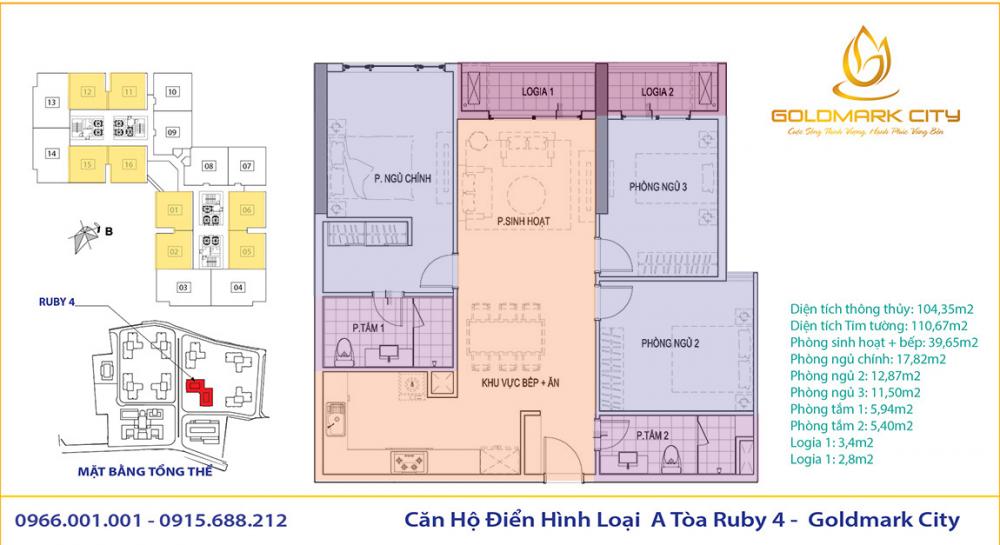 GOLDMARK CITY
Cuộc Sống Thịnh Vượng, Hạnh Phúc Vững Bền
13
12
11
10
09
14
15
16
08
07
01
06
02
05
03
04
B
RUBY 4
MẶT BẰNG TỔNG THỂ
LOGIA 1
LOGIA 2
P. NGỦ CHÍNH
P.SINH HOẠT
PHÒNG NGỦ 3
P.TẮM 1
PHÒNG NGỦ 2
KHU VỰC BẾP + ĂN
P.TẮM 2
Diện tích thông thủy: 104,35m2
Diện tích Tim tường: 110,67m2
Phòng sinh hoạt + bếp: 39,65m2
Phòng ngủ chính: 17,82m2
Phòng ngủ 2: 12,87m2
Phòng ngủ 3: 11,50m2
Phòng tắm 1: 5,94m2
Phòng tắm 2: 5,40m2
Logia 1: 3,4m2
Logia 1: 2,8m2
0966.001.001 - 0915.688.212
Căn Hộ Điển Hình Loại A Tòa Ruby 4 - Goldmark City